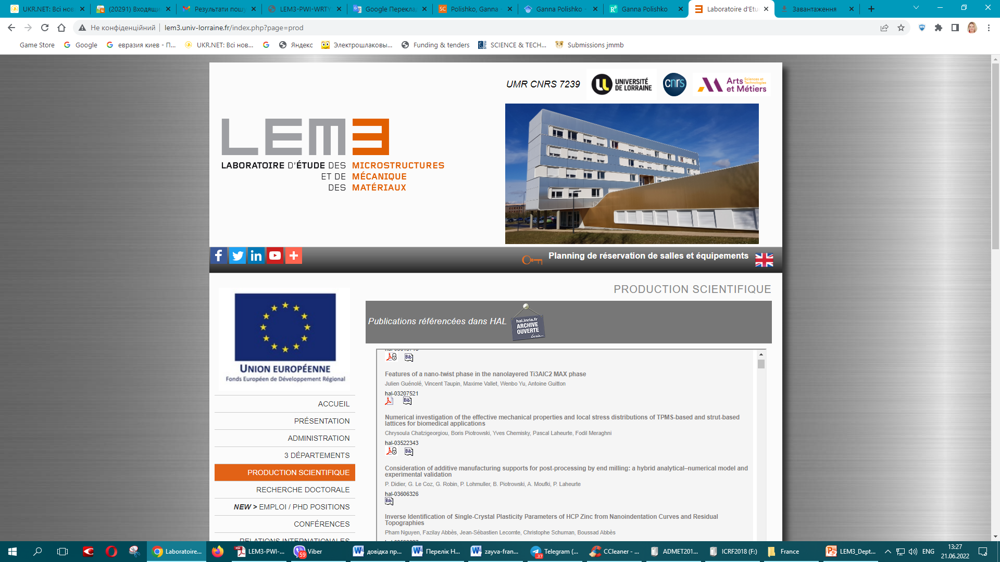 UKR.NET: Всі нов
(20291) Входящи
Результати пошу
LEM3-PWI-WRTY
Google Перекла
Polishko, Ganna
Ganna Polishko -
Ganna Polishko
Laboratoire d'Etu
Завантаження
Не конфіденційний
lem3.univ-lorraine.fr/index.php?page=prod
Game Store
Google
евразия киев - П...
UKR.NET: Всі нов...
Яндекс
Электрошлаковы...
Funding & tenders
SCIENCE & TECH...
Submissions jmmb
UMR CNRS 7239
UNIVERSITÉ
DE LORRAINE
cnrs
Arts
et Métiers
Sciences et
Technologies
LEM3
LABORATOIRE D'ÉTUDE DES MICROSTRUCTURES
ET DE MÉCANIQUE
DES MATÉRIAUX
Planning de réservation de salles et équipements
PRODUCTION SCIENTIFIQUE
Publications référencées dans HAL
hal.inria.fr
ARCHIVE
OUVERTE
Inria
UNION EUROPÉENNE
Fonds Européen de Développement Régional
ACCUEIL
PRÉSENTATION
ADMINISTRATION
3 DÉPARTEMENTS
PRODUCTION SCIENTIFIQUE
RECHERCHE DOCTORALE
NEW > EMPLOI / PHD POSITIONS
CONFÉRENCES
RELATIONS INTERNATIONALES
Bib
Features of a nano-twist phase in the nanolayered Ti3AlC2 MAX phase
Julien Guénolé, Vincent Taupin, Maxime Vallet, Wenbo Yu, Antoine Guitton
hal-03207521
Bib
Numerical investigation of the effective mechanical properties and local stress distributions of TPMS-based and strut-based
lattices for biomedical applications
Chrysoula Chatzigeorgiou, Boris Piotrowski, Yves Chemisky, Pascal Laheurte, Fodil Meraghni
hal-03522343
Bib
Consideration of additive manufacturing supports for post-processing by end milling: a hybrid analytical–numerical model and
experimental validation
P. Didier, G. Le Coz, G. Robin, P. Lohmuller, B. Piotrowski, A. Moufki, P. Laheurte
hal-03606326
Bib
Inverse Identification of Single-Crystal Plasticity Parameters of HCP Zinc from Nanoindentation Curves and Residual
Topographies
Pham Nguyen, Fazilay Abbès, Jean-Sébastien Lecomte, Christophe Schuman, Boussad Abbès
Laboratoire...
LEM3-PWI-...
59
Viber
довідка пр...
Перелік Н...
zayva-fran...
37
Telegram (...
CCleaner - ...
ADMET201...
ICRF2018 (F:)
France
LEM3_Dept...
ENG
13:27
21.06.2022